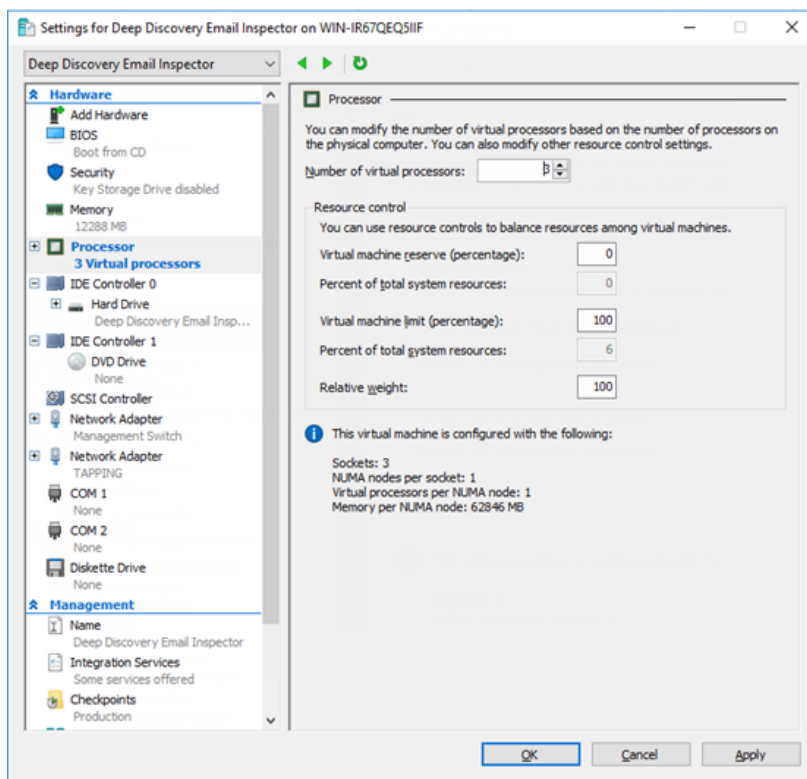 Settings for Deep Discovery Email Inspector on WIN-IR67QEQ5IIF
Deep Discovery Email Inspector
Hardware
Add Hardware
BIOS
Boot from CD
Security
Key Storage Drive disabled
Memory
12288 MB
Processor
3 Virtual processors
IDE Controller 0
Hard Drive
Deep Discovery Email Insp...
IDE Controller 1
DVD Drive
None
SCSI Controller
Network Adapter
Management Switch
Network Adapter
TAPPING
COM 1
None
COM 2
None
Diskette Drive
None
Management
Name
Deep Discovery Email Inspector
Integration Services
Some services offered
Checkpoints
Production
Processor
You can modify the number of virtual processors based on the number of processors on
the physical computer. You can also modify other resource control settings.
Number of virtual processors: 3
Resource control
You can use resource controls to balance resources among virtual machines.
Virtual machine reserve (percentage): 0
Percent of total system resources: 0
Virtual machine limit (percentage): 100
Percent of total system resources: 6
Relative weight: 100
This virtual machine is configured with the following:
Sockets: 3
NUMA nodes per socket: 1
Virtual processors per NUMA node: 1
Memory per NUMA node: 62846 MB
OK Cancel Apply